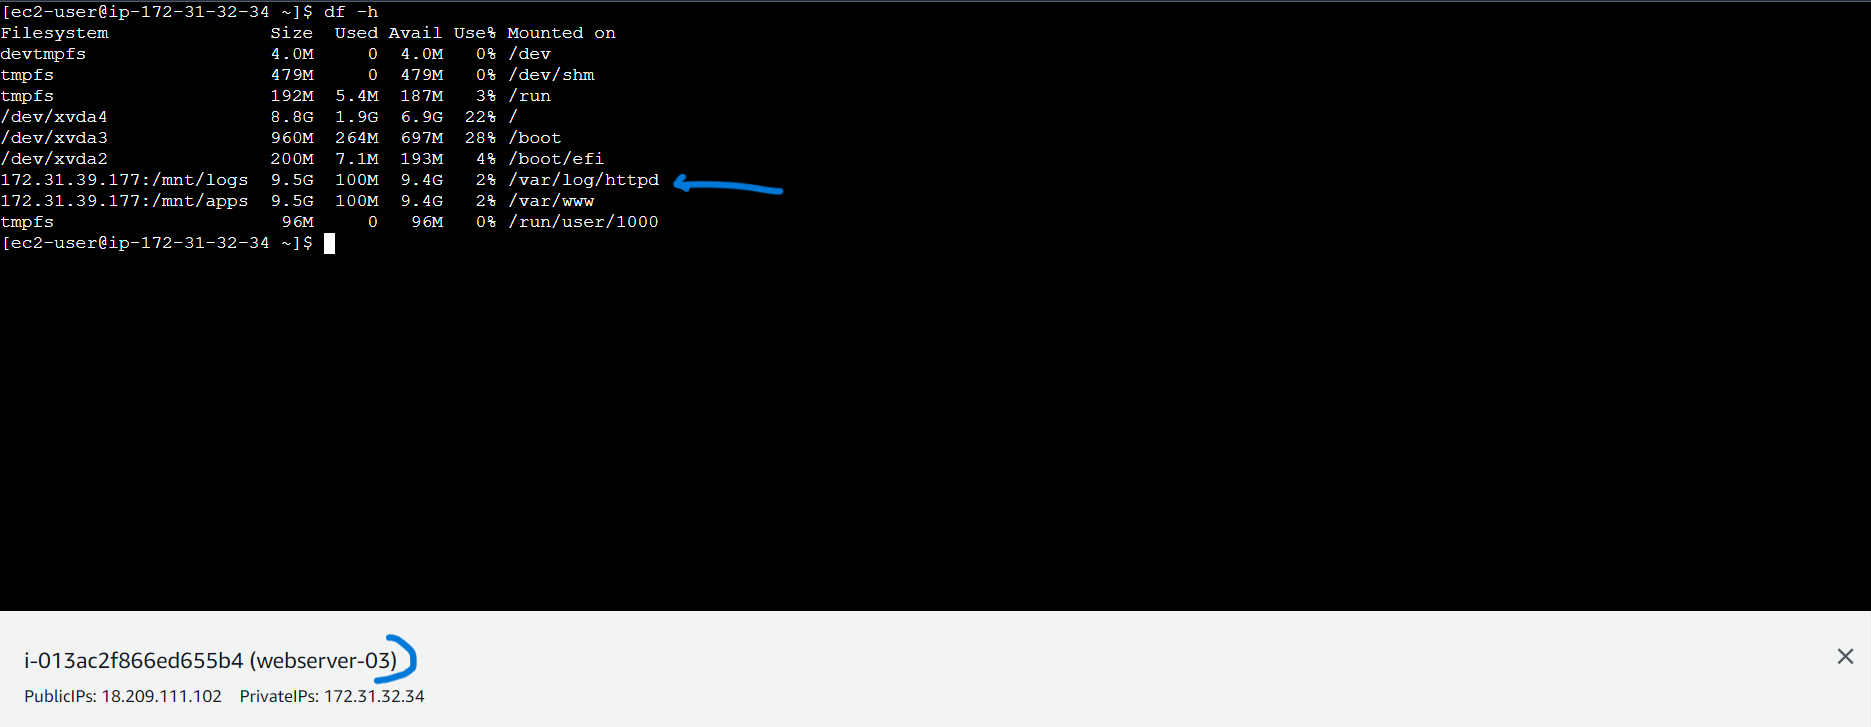 [ec2-user@ip-172-31-32-34 ~]$ df -h
Filesystem               Size  Used Avail Use% Mounted on
devtmpfs                 4.0M     0  4.0M   0% /dev
tmpfs                    479M     0  479M   0% /dev/shm
tmpfs                    192M  5.4M  187M   3% /run
/dev/xvda4               8.8G  1.9G  6.9G  22% /
/dev/xvda3               960M  264M  697M  28% /boot
/dev/xvda2               200M  7.1M  193M   4% /boot/efi
172.31.39.177:/mnt/logs  9.5G  100M  9.4G   2% /var/log/httpd
172.31.39.177:/mnt/apps  9.5G  100M  9.4G   2% /var/www
tmpfs                     96M     0   96M   0% /run/user/1000
[ec2-user@ip-172-31-32-34 ~]$
i-013ac2f866ed655b4 (webserver-03)
PublicIPs: 18.209.111.102 PrivateIPs: 172.31.32.34